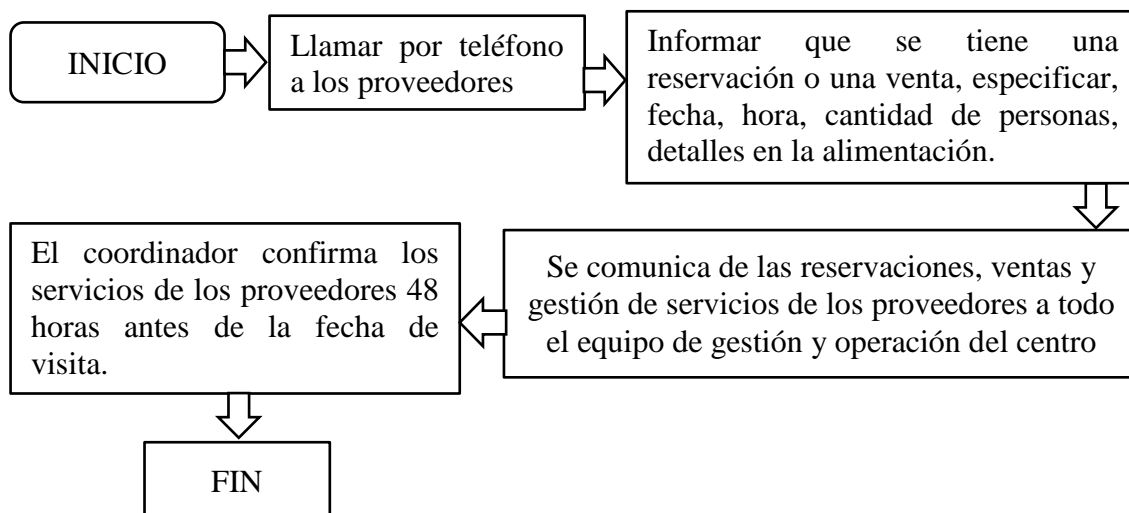 INICIO
Llamar por teléfono
a los proveedores
Informar que se tiene una
reservación o una venta, especificar,
fecha, hora, cantidad de personas,
detalles en la alimentación.
Se comunica de las reservaciones, ventas y
gestión de servicios de los proveedores a todo
el equipo de gestión y operación del centro
El coordinador confirma los
servicios de los proveedores 48
horas antes de la fecha de
visita.
FIN